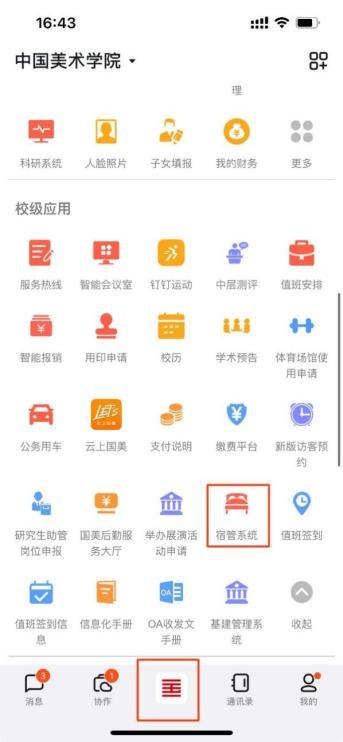 16:43
中国美术学院
理
科研系统 人脸照片 子女填报 我的财务 更多
校级应用
服务热线 智能会议室 钉钉运动 中层测评 值班安排
智能报销 用印申请 校历 学术预告 体育场馆使
用申请
LETs
云上国美
公务用车 云上国美 支付说明 缴费平台 新版访客预
约
研究生助管 国美后勤服 举办展演活 宿管系统 值班签到
岗位申报 务大厅 动申请
OA
值班签到信 信息化手册 OA收发文 基建管理系 收起
息 手册 统
3 1
消息 协作 通讯录 我的